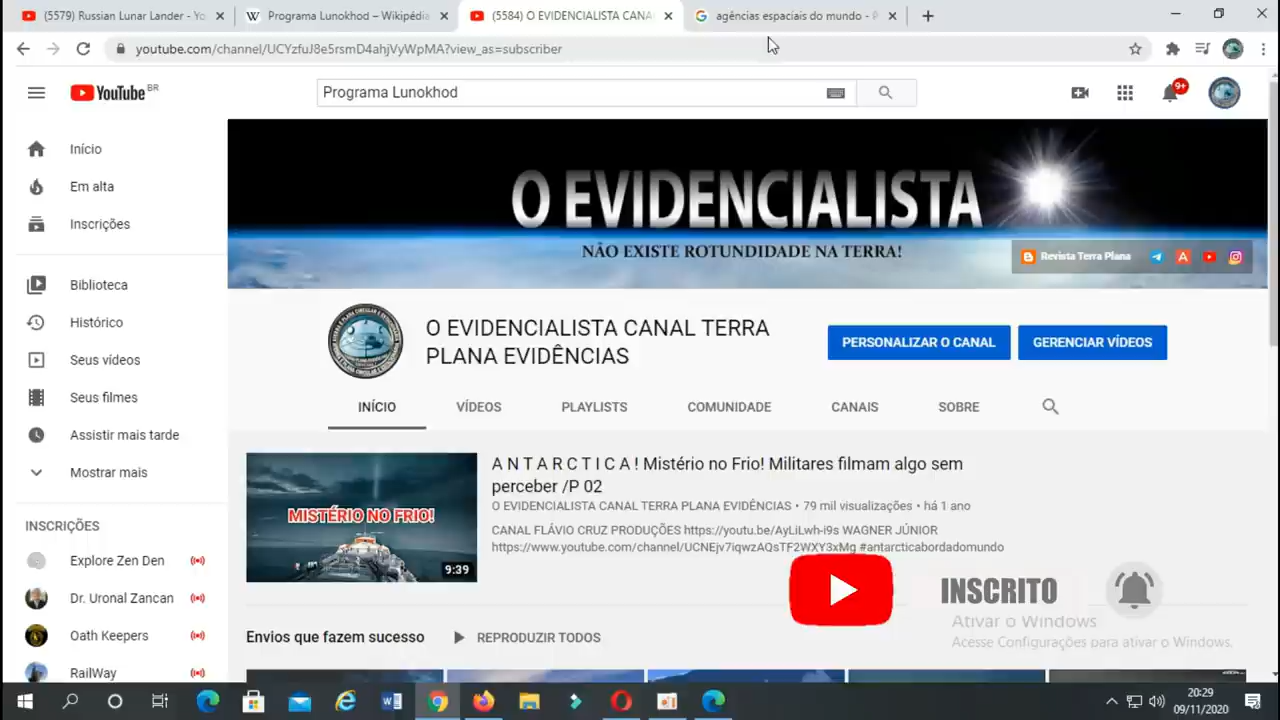 (5579) Russian Lunar Lander - Yo
Programa Lunokhod – Wikipédia
(5584) O EVIDENCIALISTA CANA
agências espaciais do mundo - P
youtube.com/channel/UCYzfuJ8e5rsmD4ahjVyWpMA?view_as=subscriber
YouTube BR
Programa Lunokhod
9+
Início
Em alta
Inscrições
Biblioteca
Histórico
Seus vídeos
Seus filmes
Assistir mais tarde
Mostrar mais
INSCRIÇÕES
Explore Zen Den
Dr. Uronal Zancan
Oath Keepers
RailWay
O EVIDENCIALISTA
NÃO EXISTE ROTUNDIDADE NA TERRA!
Revista Terra Plana
O EVIDENCIALISTA CANAL TERRA
PLANA EVIDÊNCIAS
PERSONALIZAR O CANAL
GERENCIAR VÍDEOS
INÍCIO
VÍDEOS
PLAYLISTS
COMUNIDADE
CANAIS
SOBRE
MISTÉRIO NO FRIO!
9:39
A N T A R C T I C A ! Mistério no Frio! Militares filmam algo sem
perceber /P 02
O EVIDENCIALISTA CANAL TERRA PLANA EVIDÊNCIAS • 79 mil visualizações • há 1 ano
CANAL FLÁVIO CRUZ PRODUÇÕES https://youtu.be/AyLiLwh-i9s WAGNER JÚNIOR
https://www.youtube.com/channel/UCNEjv7iqwzAQsTF2WXY3xMg #antarcticabordadomundo
INSCRITO
Ativar o Windows
Acesse Configurações para ativar o Windows.
Envios que fazem sucesso
REPRODUZIR TODOS
20:29
09/11/2020